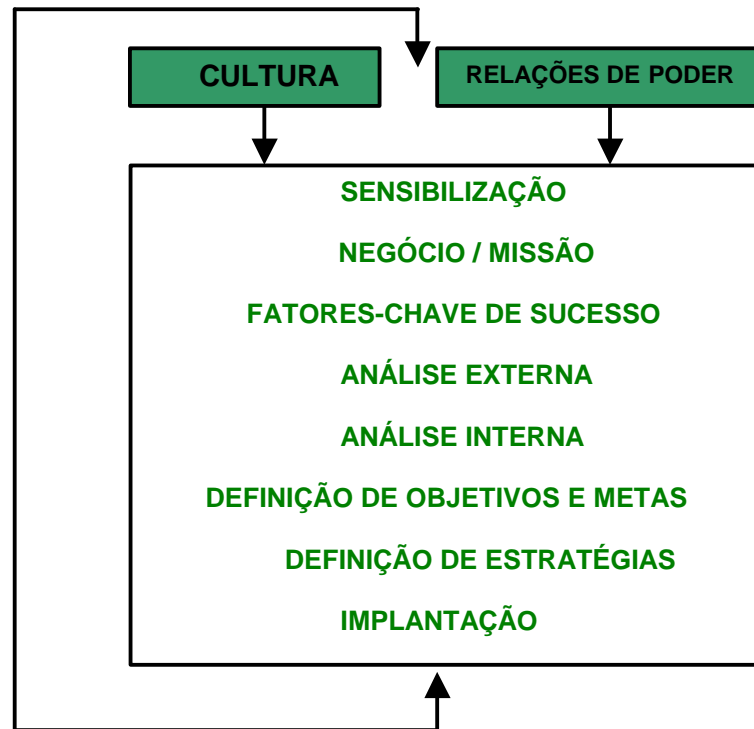 CULTURA
RELAÇÕES DE PODER
SENSIBILIZAÇÃO
NEGÓCIO / MISSÃO
FATORES-CHAVE DE SUCESSO
ANÁLISE EXTERNA
ANÁLISE INTERNA
DEFINIÇÃO DE OBJETIVOS E METAS
DEFINIÇÃO DE ESTRATÉGIAS
IMPLANTAÇÃO